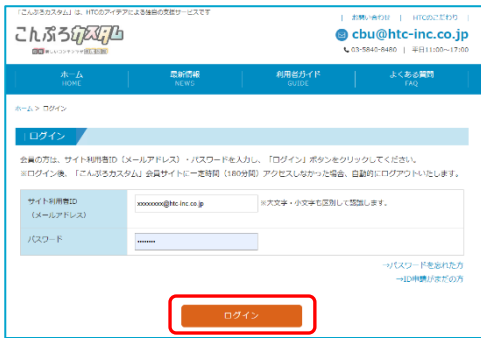 「こんぷろカスタム」は、HTCのアイデアによる独自の支援サービスです
| お問い合わせ | HTCのこだわり |
こんぷろカスタム
cbu@htc-inc.co.jp
03-5840-8480 | 平日11:00~17:00
ホーム
HOME
最新情報
NEWS
利用者ガイド
GUIDE
よくある質問
FAQ
ホーム > ログイン
ログイン
会員の方は、サイト利用者ID（メールアドレス）・パスワードを入力し、「ログイン」ボタンをクリックしてください。
※ログイン後、「こんぷろカスタム」会員サイトに一定時間（180分間）アクセスしなかった場合、自動的にログアウトいたします。
サイト利用者ID
（メールアドレス）
xxxxxxxx@htc-inc.co.jp
※大文字・小文字も区別して認識します。
パスワード
••••••••
→パスワードを忘れた方
→ID申請がまだの方
ログイン